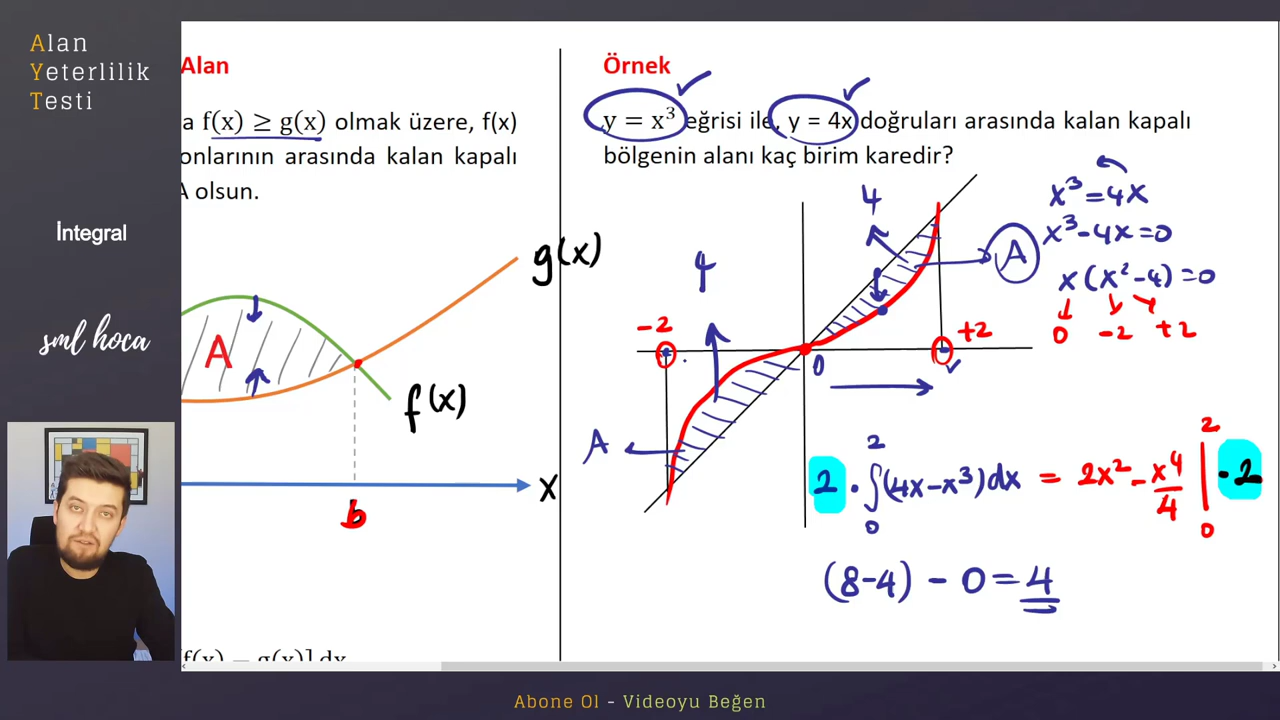 Alan
Yeterlilik
Testi
İntegral
sml hoca
Alan
a f(x) ≥ g(x) olmak üzere, f(x)
onlarının arasında kalan kapalı
A olsun.
g(x)
A
f(x)
x
b
[f(x) − g(x)] dx
Örnek
y = x³ eğrisi ile, y = 4x doğruları arasında kalan kapalı
bölgenin alanı kaç birim karedir?
x³ = 4x
x³ - 4x = 0
x(x² - 4) = 0
0 -2 +2
4
4
A
-2
+2
0
A
2 · ∫₀² (4x - x³) dx = 2x² - x⁴/4 |₀² · 2
(8-4) - 0 = 4
Abone Ol - Videoyu Beğen